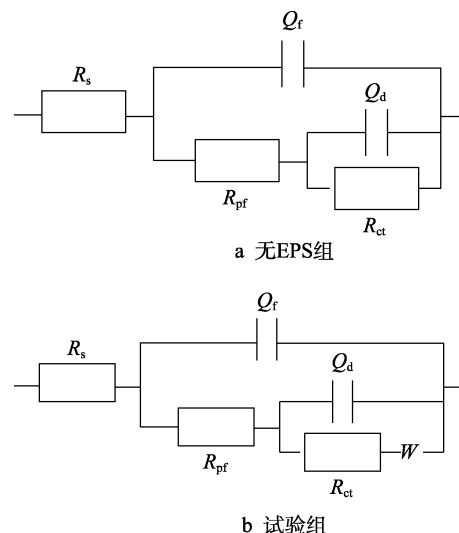 Qf
Rs
Qd
Rpf
Rct
a 无EPS组
Qf
Rs
Qd
Rpf
W
Rct
b 试验组